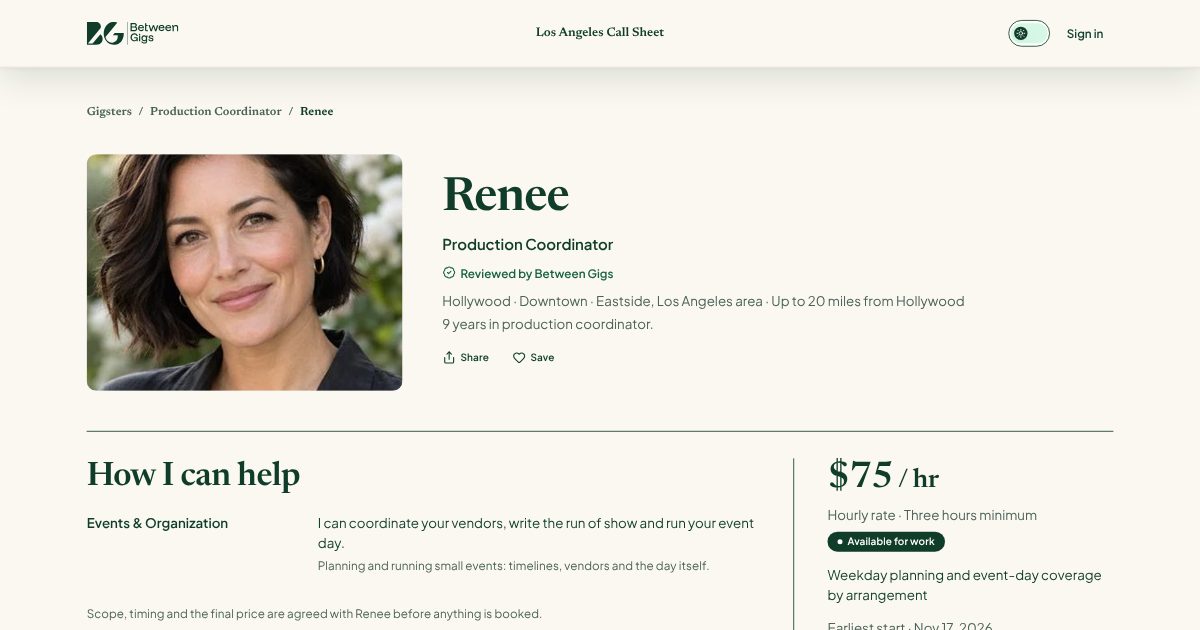 Between
Gigs
Los Angeles Call Sheet
Sign in
Gigsters / Production Coordinator / Renee
Renee
Production Coordinator
Reviewed by Between Gigs
Hollywood · Downtown · Eastside, Los Angeles area · Up to 20 miles from Hollywood
9 years in production coordinator.
Share
Save
How I can help
Events & Organization
I can coordinate your vendors, write the run of show and run your event
day.
Planning and running small events: timelines, vendors and the day itself.
Scope, timing and the final price are agreed with Renee before anything is booked.
$75 / hr
Hourly rate · Three hours minimum
Available for work
Weekday planning and event-day coverage
by arrangement
Earliest start · Nov 17, 2026